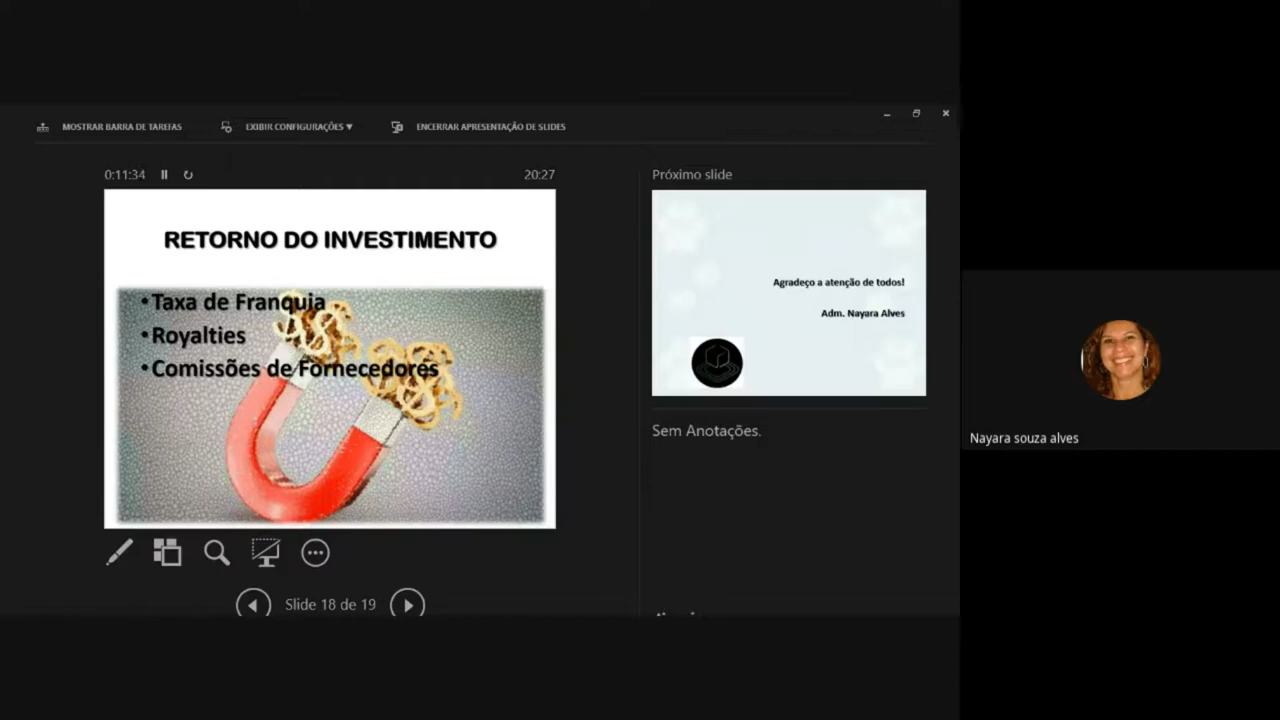 MOSTRAR BARRA DE TAREFAS
EXIBIR CONFIGURAÇÕES ▼
ENCERRAR APRESENTAÇÃO DE SLIDES
0:11:34
20:27
RETORNO DO INVESTIMENTO
• Taxa de Franquia
• Royalties
• Comissões de Fornecedores
Slide 18 de 19
Próximo slide
Agradeço a atenção de todos!
Adm. Nayara Alves
Sem Anotações.
Nayara souza alves